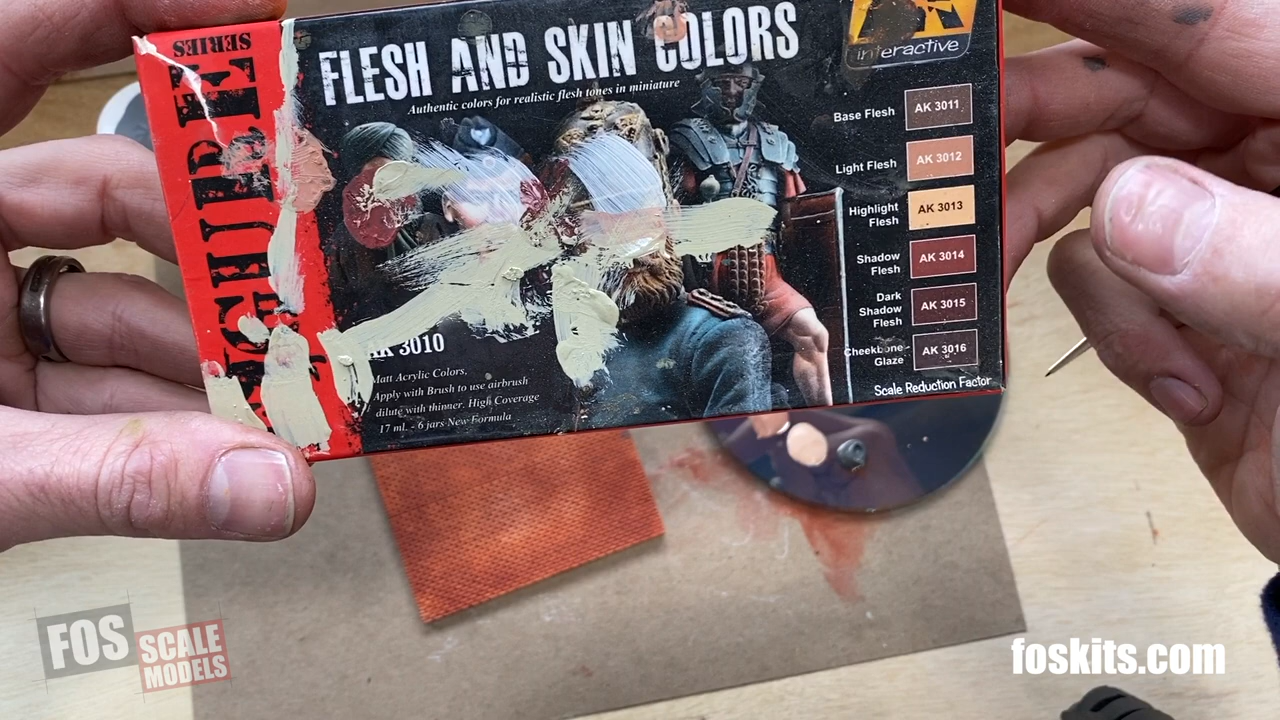 FIGURE SERIES
FLESH AND SKIN COLORS
Authentic colors for realistic flesh tones in miniature
interactive
Base Flesh AK 3011
Light Flesh AK 3012
Highlight Flesh AK 3013
Shadow Flesh AK 3014
Dark Shadow Flesh AK 3015
Cheekbone - Glaze AK 3016
Scale Reduction Factor
AK 3010
Matt Acrylic Colors,
Apply with Brush to use airbrush
dilute with thinner. High Coverage
17 ml. - 6 jars New Formula
FOS
SCALE
MODELS
foskits.com